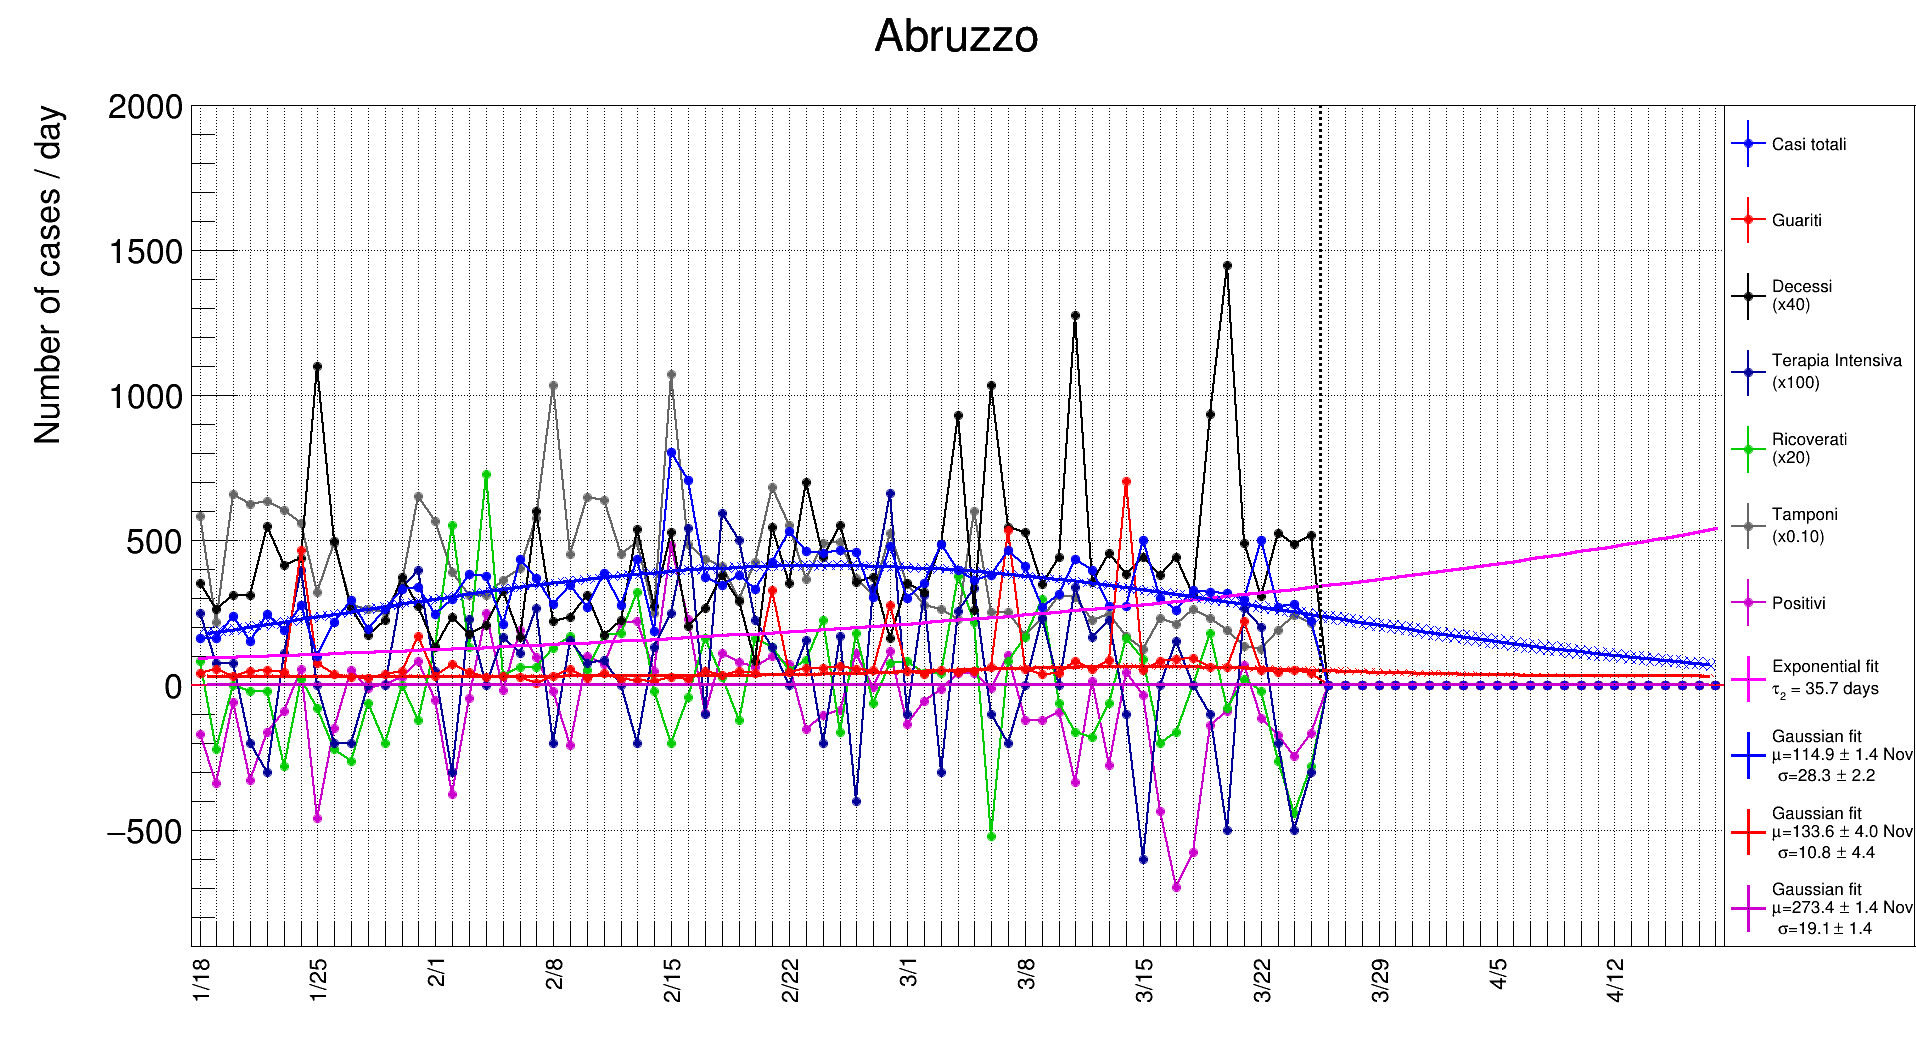 Abruzzo
Number of cases / day
2000
1500
1000
500
0
−500
1/18
1/25
2/1
2/8
2/15
2/22
3/1
3/8
3/15
3/22
3/29
4/5
4/12
Casi totali
Guariti
Decessi
(x40)
Terapia Intensiva
(x100)
Ricoverati
(x20)
Tamponi
(x0.10)
Positivi
Exponential fit
τ2 = 35.7 days
Gaussian fit
μ=114.9 ± 1.4 Nov
σ=28.3 ± 2.2
Gaussian fit
μ=133.6 ± 4.0 Nov
σ=10.8 ± 4.4
Gaussian fit
μ=273.4 ± 1.4 Nov
σ=19.1 ± 1.4